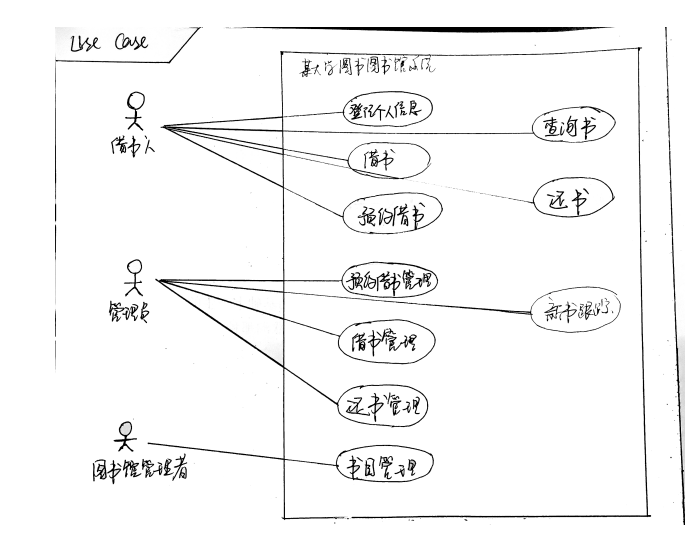 Use Case
某大学图书图书馆系统
登记个人信息
查询书
借书人
借书
还书
预约借书
预约借书管理
管理员
新书跟踪
借书管理
还书管理
图书馆管理者
书目管理